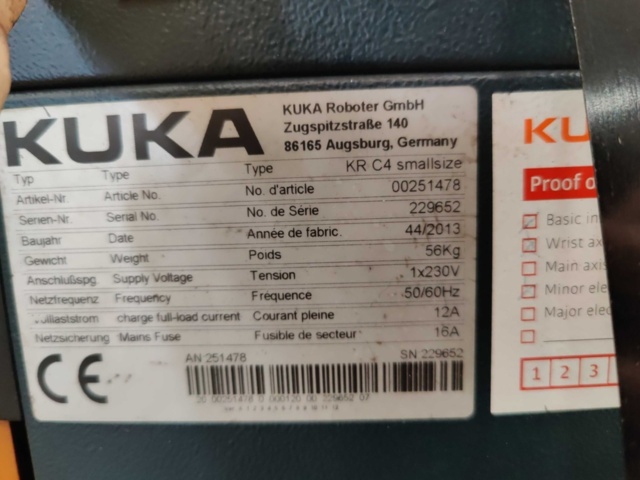 KUKA
KUKA Roboter GmbH
Zugspitzstraße 140
86165 Augsburg, Germany
Typ Type Type KR C4 smallsize
Artikel-Nr. Article No. No. d'article 00251478
Serien-Nr. Serial No. No. de Série 229652
Baujahr Date Année de fabric. 44/2013
Gewicht Weight Poids 56Kg
Anschlußspg. Supply Voltage Tension 1x230V
Netzfrequenz Frequency Fréquence 50/60Hz
charge full-load current Courant pleine 12A
Netzsicherung Mains Fuse Fusible de secteur 16A
CE
AN 251478 SN 229652
KU
Proof o
Basic in
Wrist ax
Main axi
Minor ele
Major elec
1 2 3